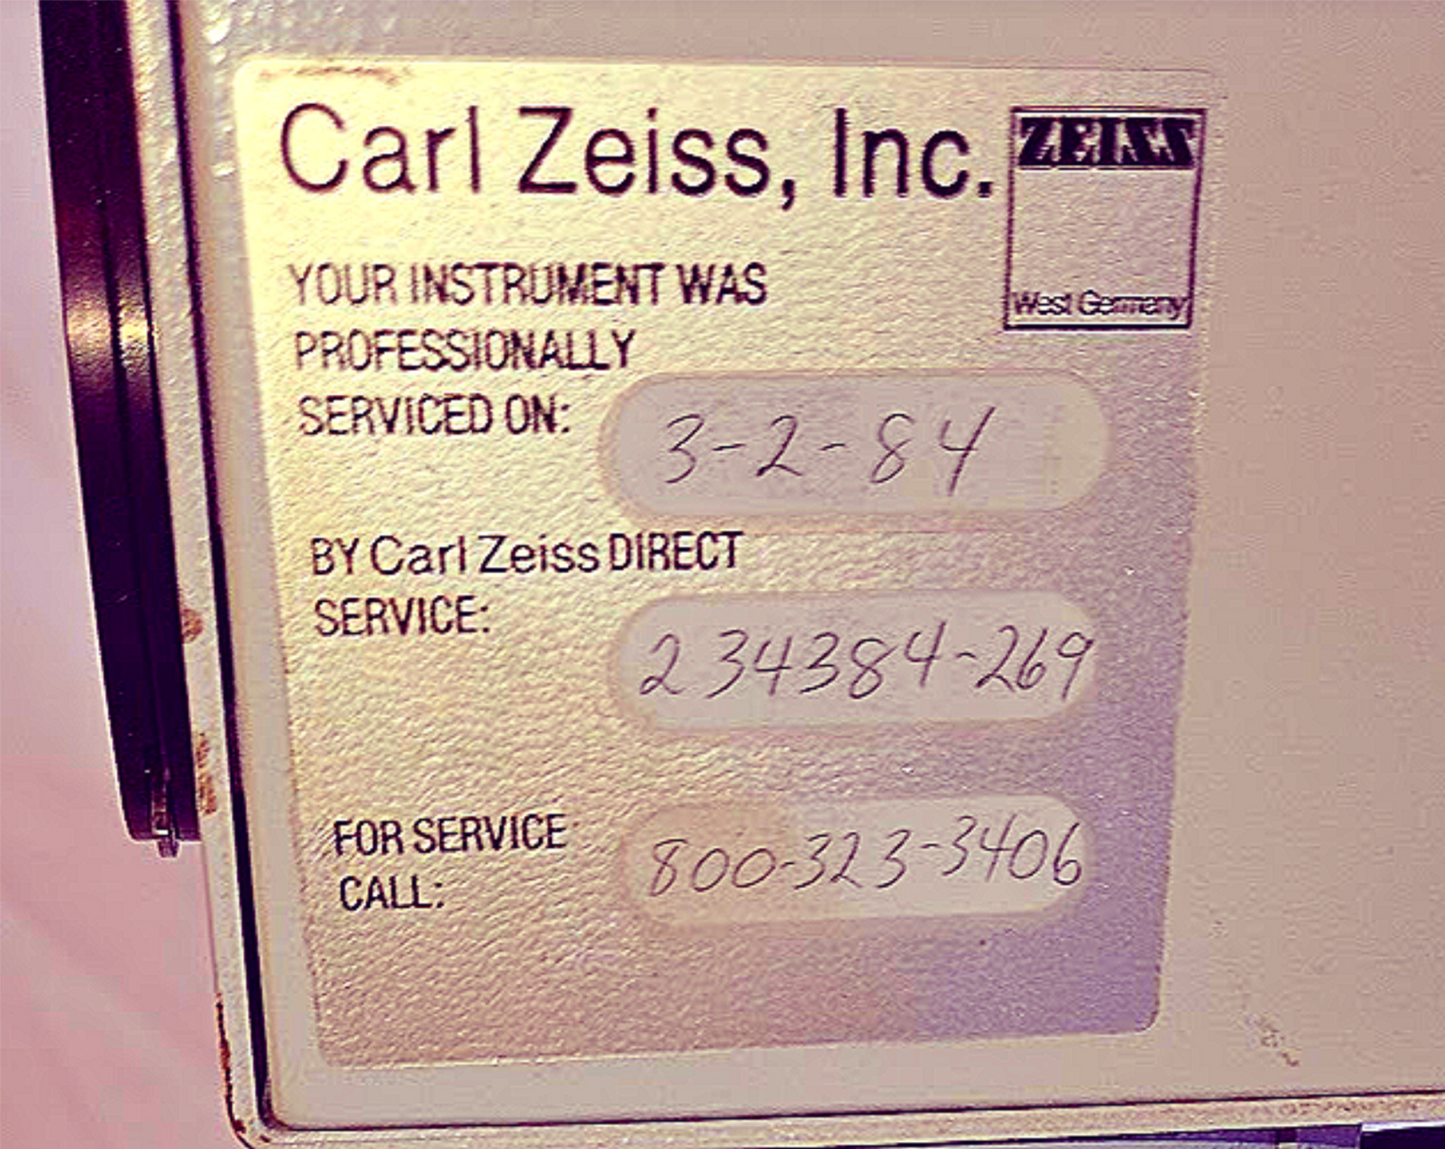 Carl Zeiss, Inc.
ZEISS
West Germany
YOUR INSTRUMENT WAS
PROFESSIONALLY
SERVICED ON: 3-2-84
BY Carl Zeiss DIRECT
SERVICE: 234384-269
FOR SERVICE
CALL: 800-323-3406